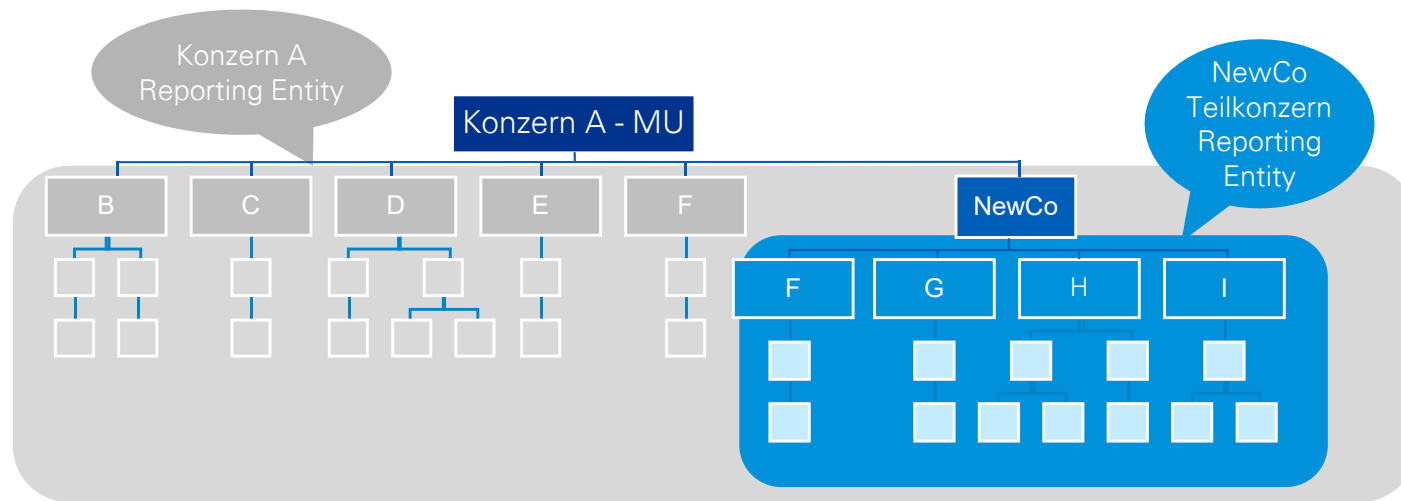 Konzern A
Reporting Entity
NewCo
Teilkonzern
Reporting
Entity
Konzern A - MU
B
C
D
E
F
NewCo
F
G
H
I